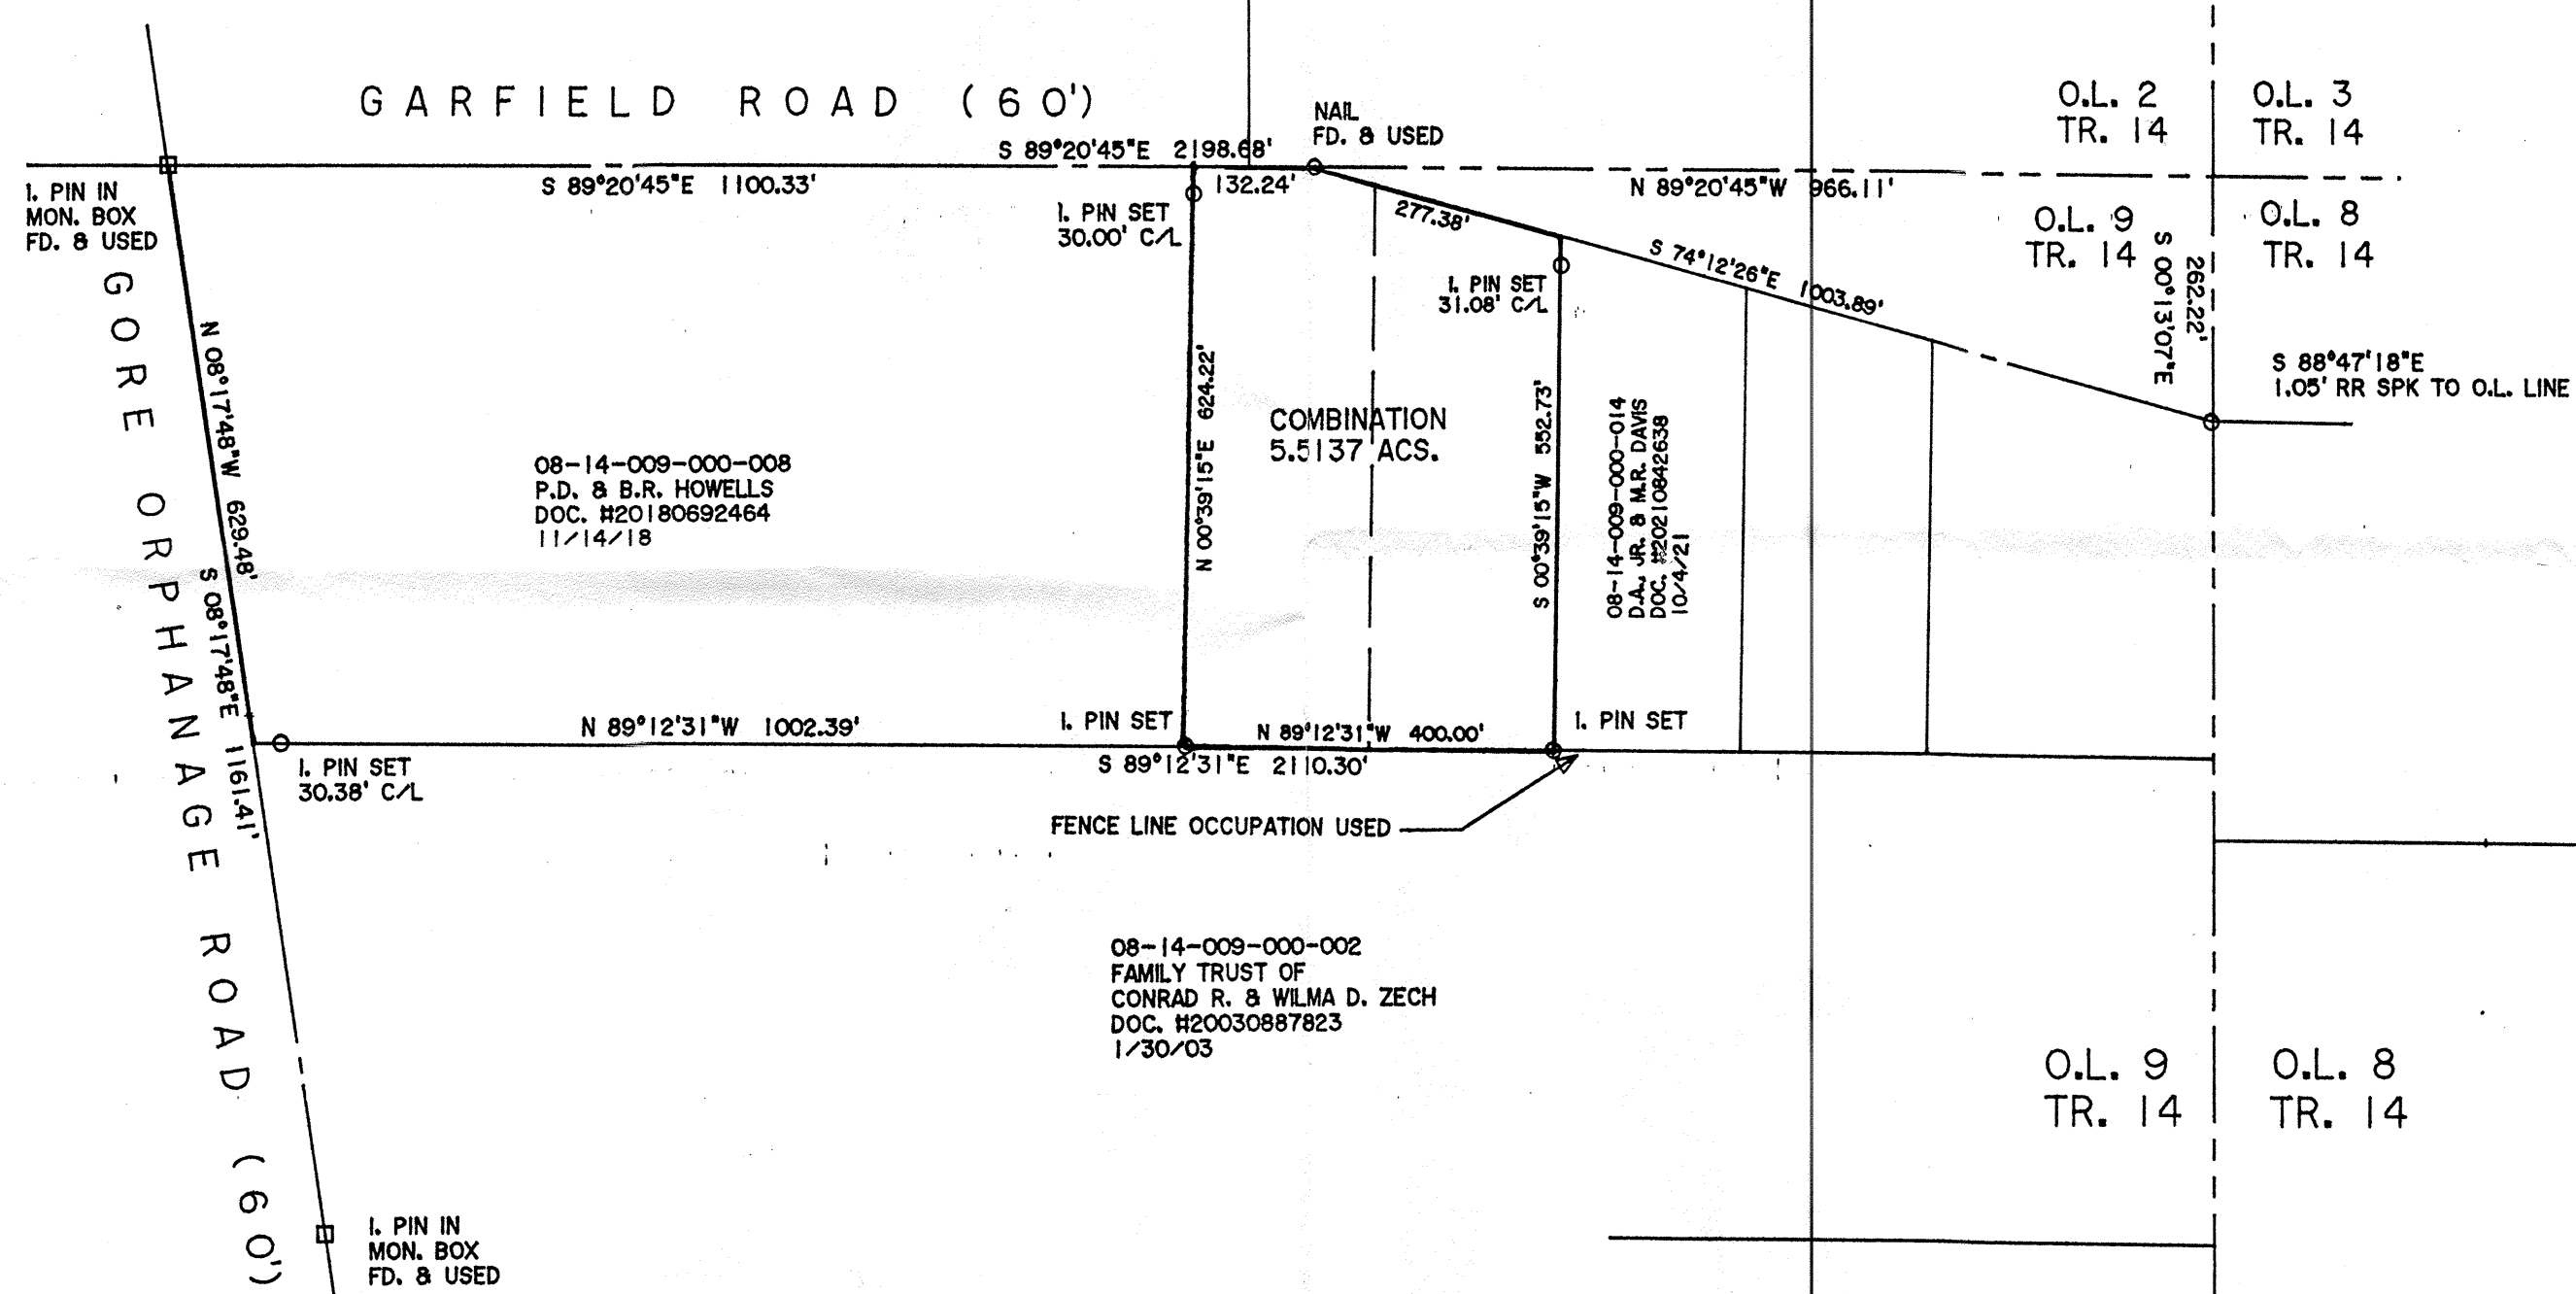 GARFIELD ROAD (60')
NAIL
FD. & USED
O.L. 2
TR. 14
O.L. 3
TR. 14
S 89°20'45"E 2198.68'
S 89°20'45"E 1100.33'
132.24'
N 89°20'45"W 966.11'
I. PIN IN
MON. BOX
FD. & USED
I. PIN SET
30.00' C/L
277.38'
O.L. 9
TR. 14
O.L. 8
TR. 14
S 74°12'26"E 1003.89'
I. PIN SET
31.08' C/L
S 00°13'07"E
262.22'
S 88°47'18"E
1.05' RR SPK TO O.L. LINE
GORE ORPHANAGE ROAD (60')
N 08°17'48"W 629.48'
S 08°17'48"E 1161.41'
08-14-009-000-008
P.D. & B.R. HOWELLS
DOC. #20180692464
11/14/18
N 00°39'15"E 624.22'
COMBINATION
5.5137 ACS.
S 00°39'15"W 552.73'
08-14-009-000-014
D.A., JR. & M.R. DAVIS
DOC. #20210842638
10/4/21
N 89°12'31"W 1002.39'
I. PIN SET
N 89°12'31"W 400.00'
I. PIN SET
I. PIN SET
30.38' C/L
S 89°12'31"E 2110.30'
FENCE LINE OCCUPATION USED
08-14-009-000-002
FAMILY TRUST OF
CONRAD R. & WILMA D. ZECH
DOC. #20030887823
1/30/03
O.L. 9
TR. 14
O.L. 8
TR. 14
I. PIN IN
MON. BOX
FD. & USED